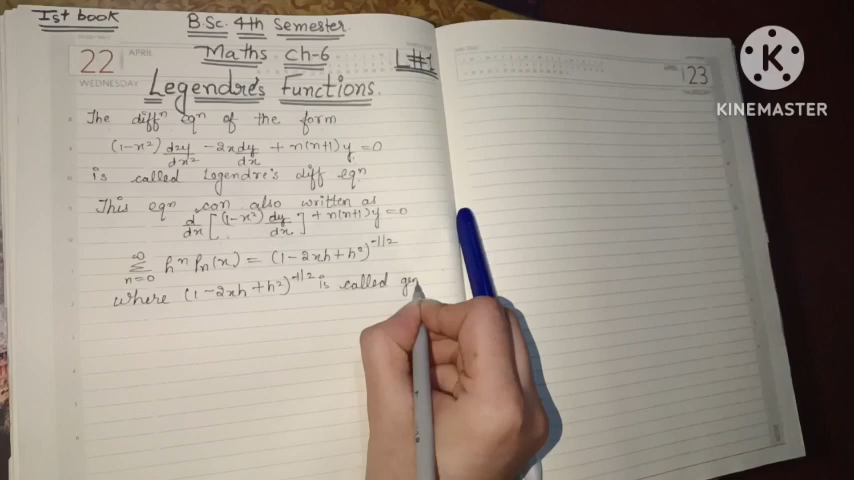 Ist book
B.Sc. 4th Semester
Maths Ch-6
L#1
22 APRIL
WEDNESDAY
Legendre's Functions.
The diffⁿ eqⁿ of the form
(1-x²) d2y/dx² - 2xdy/dx + n(n+1)y = 0
is called Legendre's diff eqn
This eqn can also written as
d/dx [(1-x²) dy/dx] + n(n+1)y = 0
∞Σn=0 hⁿ Pn(x) = (1-2xh+h²)^-1/2
where (1-2xh+h²)^-1/2 is called gen
23
K
KINEMASTER